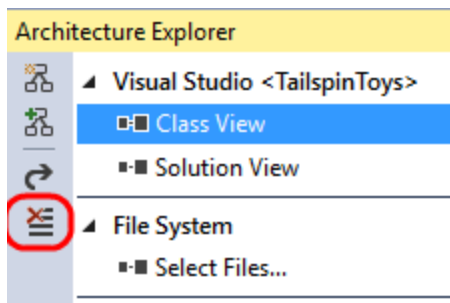 Architecture Explorer
Visual Studio <TailspinToys>
Class View
Solution View
File System
Select Files...